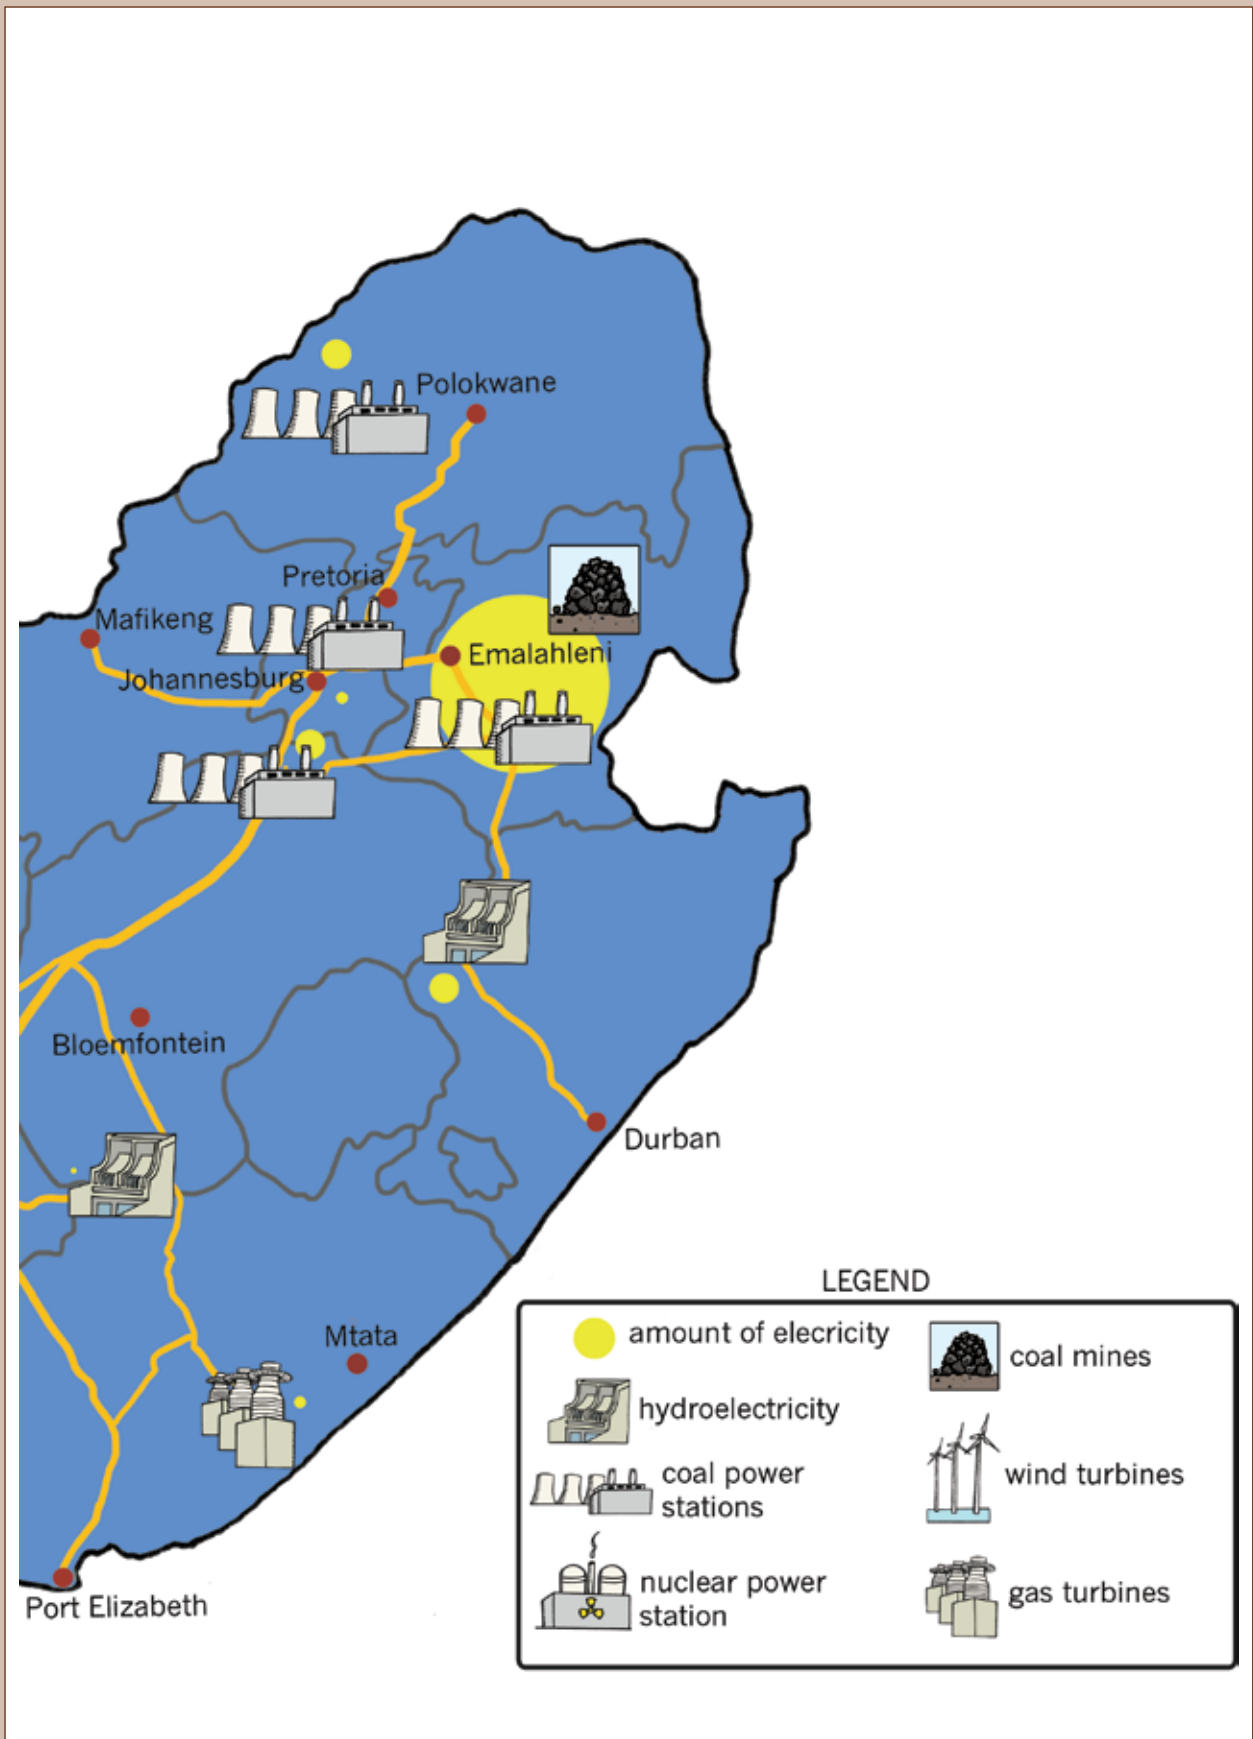 Polokwane
Pretoria
Mafikeng
Emalahleni
Johannesburg
Bloemfontein
Durban
Mtata
Port Elizabeth
LEGEND
amount of elecricity
hydroelectricity
coal power
stations
nuclear power
station
coal mines
wind turbines
gas turbines